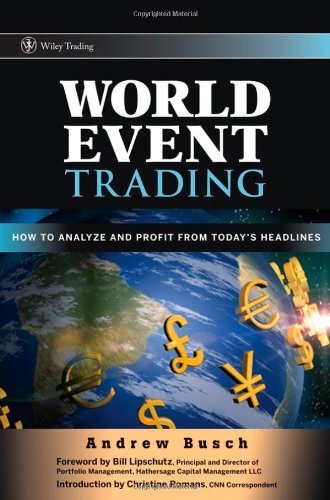 Wiley Trading
WORLD
EVENT
TRADING
HOW TO ANALYZE AND PROFIT FROM TODAY'S HEADLINES
£
$
€
€
¥
Andrew Busch
Foreword by Bill Lipschutz, Principal and Director of
Portfolio Management, Hathersage Capital Management LLC
Introduction by Christine Romans, CNN Correspondent